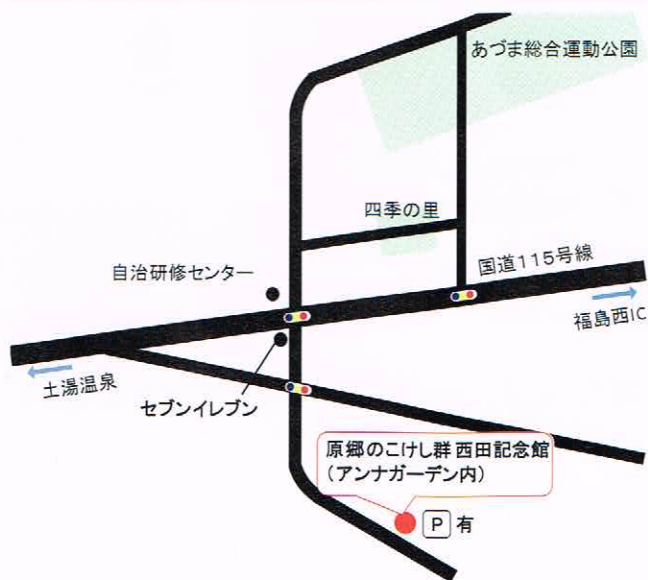 あづま総合運動公園
四季の里
自治研修センター
国道115号線
福島西IC
土湯温泉
セブンイレブン
原郷のこけし群 西田記念館
（アンナガーデン内）
P 有